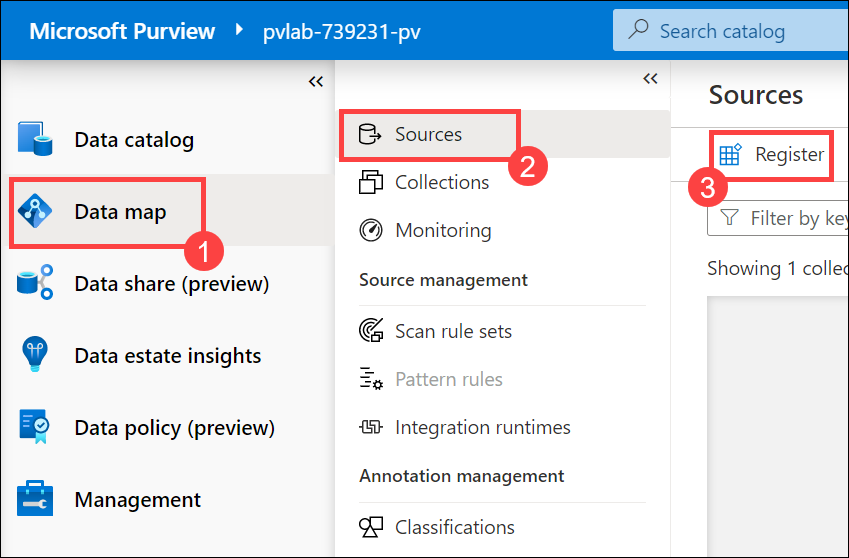 Microsoft Purview
pvlab-739231-pv
Search catalog
Data catalog
Data map
1
Data share (preview)
Data estate insights
Data policy (preview)
Management
Sources
2
Collections
Monitoring
Source management
Scan rule sets
Pattern rules
Integration runtimes
Annotation management
Classifications
Sources
Register
3
Filter by key
Showing 1 collec